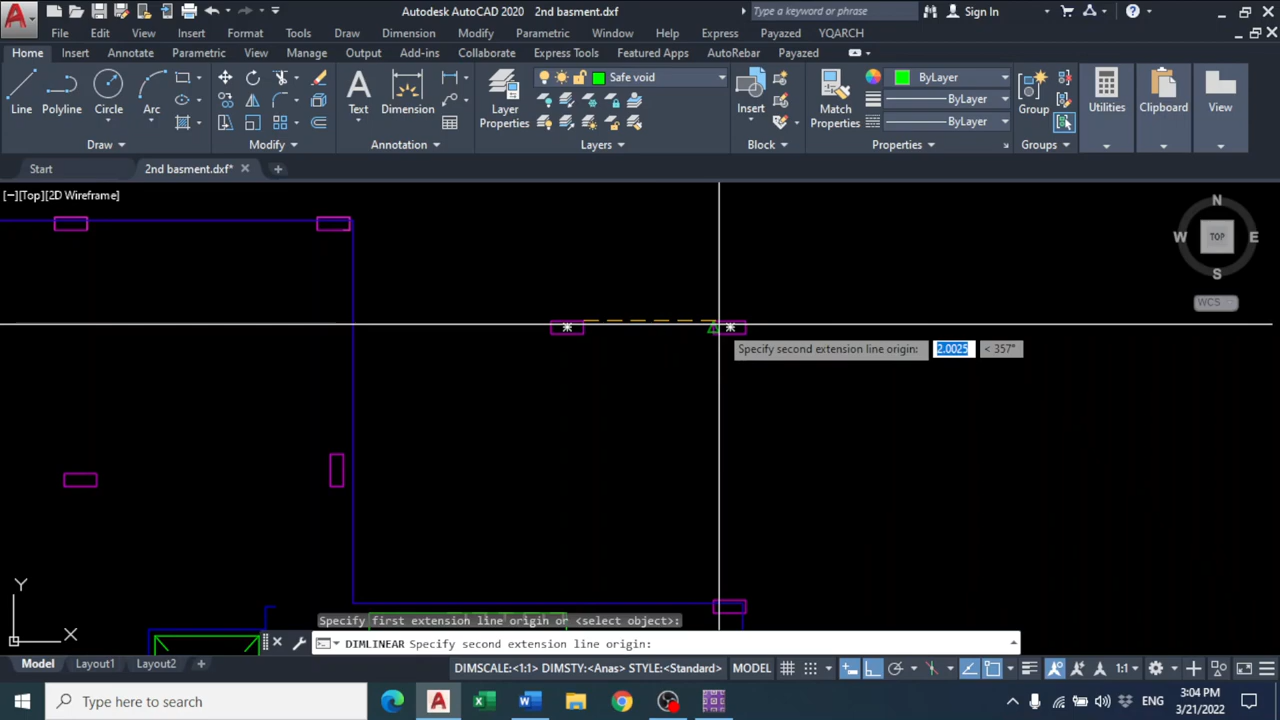 Autodesk AutoCAD 2020 2nd basment.dxf
Type a keyword or phrase
Sign In
File Edit View Insert Format Tools Draw Dimension Modify Parametric Window Help Express Payazed YQARCH
Home Insert Annotate Parametric View Manage Output Add-ins Collaborate Express Tools Featured Apps AutoRebar Payazed
Safe void
ByLayer
ByLayer
ByLayer
Line Polyline Circle Arc
Text Dimension
Layer Properties
Insert
Match Properties
Group
Utilities
Clipboard
View
Draw Modify Annotation Layers Block Properties Groups
Start 2nd basment.dxf*
[−][Top][2D Wireframe]
N
W TOP E
S
WCS
Specify second extension line origin: 2.0025 < 357°
Y
X
Specify first extension line origin or <select object>:
DIMLINEAR Specify second extension line origin:
Model Layout1 Layout2
DIMSCALE:<1:1> DIMSTY:<Anas> STYLE:<Standard> MODEL 1:1
Type here to search
ENG
3:04 PM
3/21/2022